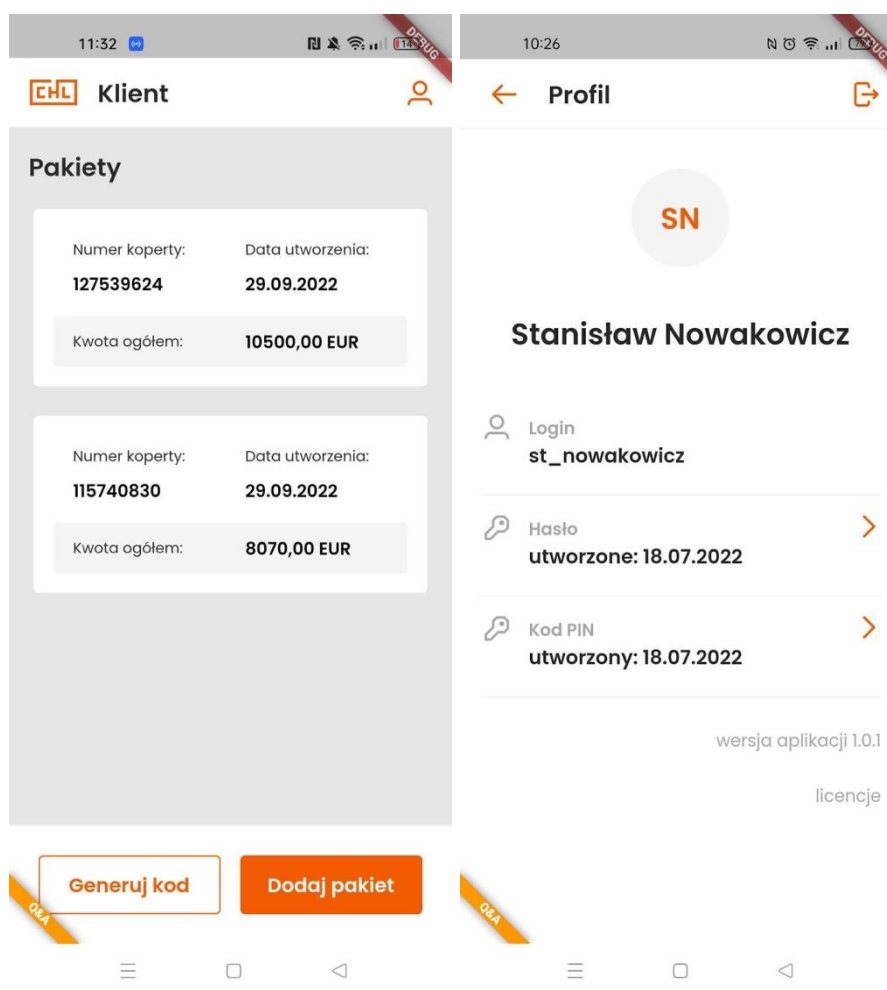 11:32
14
DEBUG
CHL Klient
Pakiety
Numer koperty: Data utworzenia:
127539624 29.09.2022
Kwota ogółem: 10500,00 EUR
Numer koperty: Data utworzenia:
115740830 29.09.2022
Kwota ogółem: 8070,00 EUR
Generuj kod Dodaj pakiet
Q&A
10:26
DEBUG
Profil
SN
Stanisław Nowakowicz
Login
st_nowakowicz
Hasło
utworzone: 18.07.2022
Kod PIN
utworzony: 18.07.2022
wersja aplikacji 1.0.1
licencje
Q&A